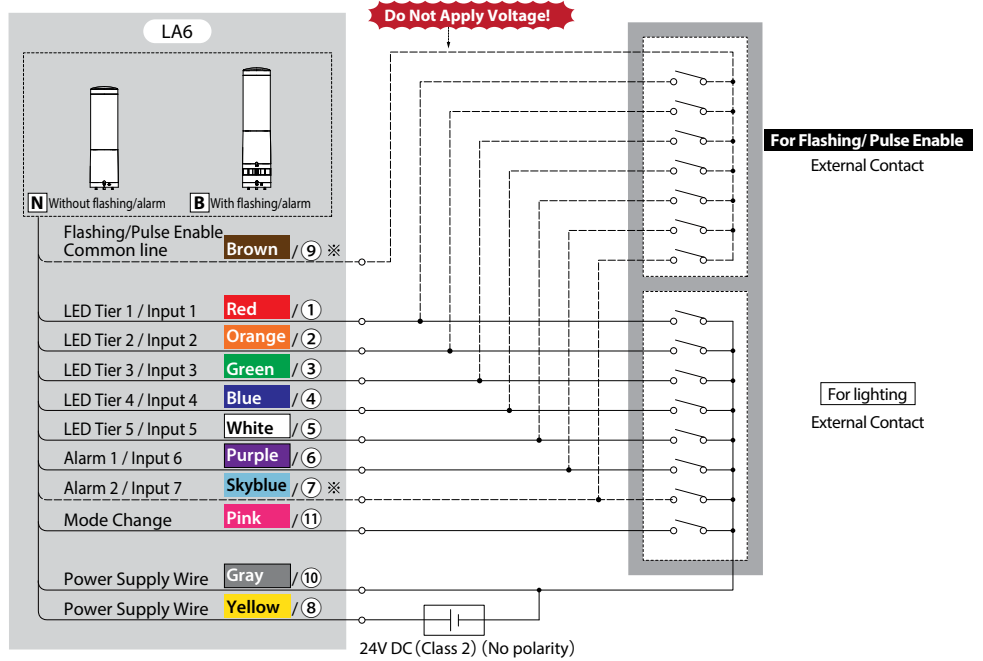 LA6
Do Not Apply Voltage!
N Without flashing/alarm
B With flashing/alarm
For Flashing/ Pulse Enable
External Contact
Flashing/Pulse Enable
Common line Brown /⑨ ※
LED Tier 1 / Input 1 Red /①
LED Tier 2 / Input 2 Orange /②
LED Tier 3 / Input 3 Green /③
LED Tier 4 / Input 4 Blue /④
LED Tier 5 / Input 5 White /⑤
Alarm 1 / Input 6 Purple /⑥
Alarm 2 / Input 7 Skyblue /⑦ ※
Mode Change Pink /⑪
For lighting
External Contact
Power Supply Wire Gray /⑩
Power Supply Wire Yellow /⑧
24V DC (Class 2) (No polarity)